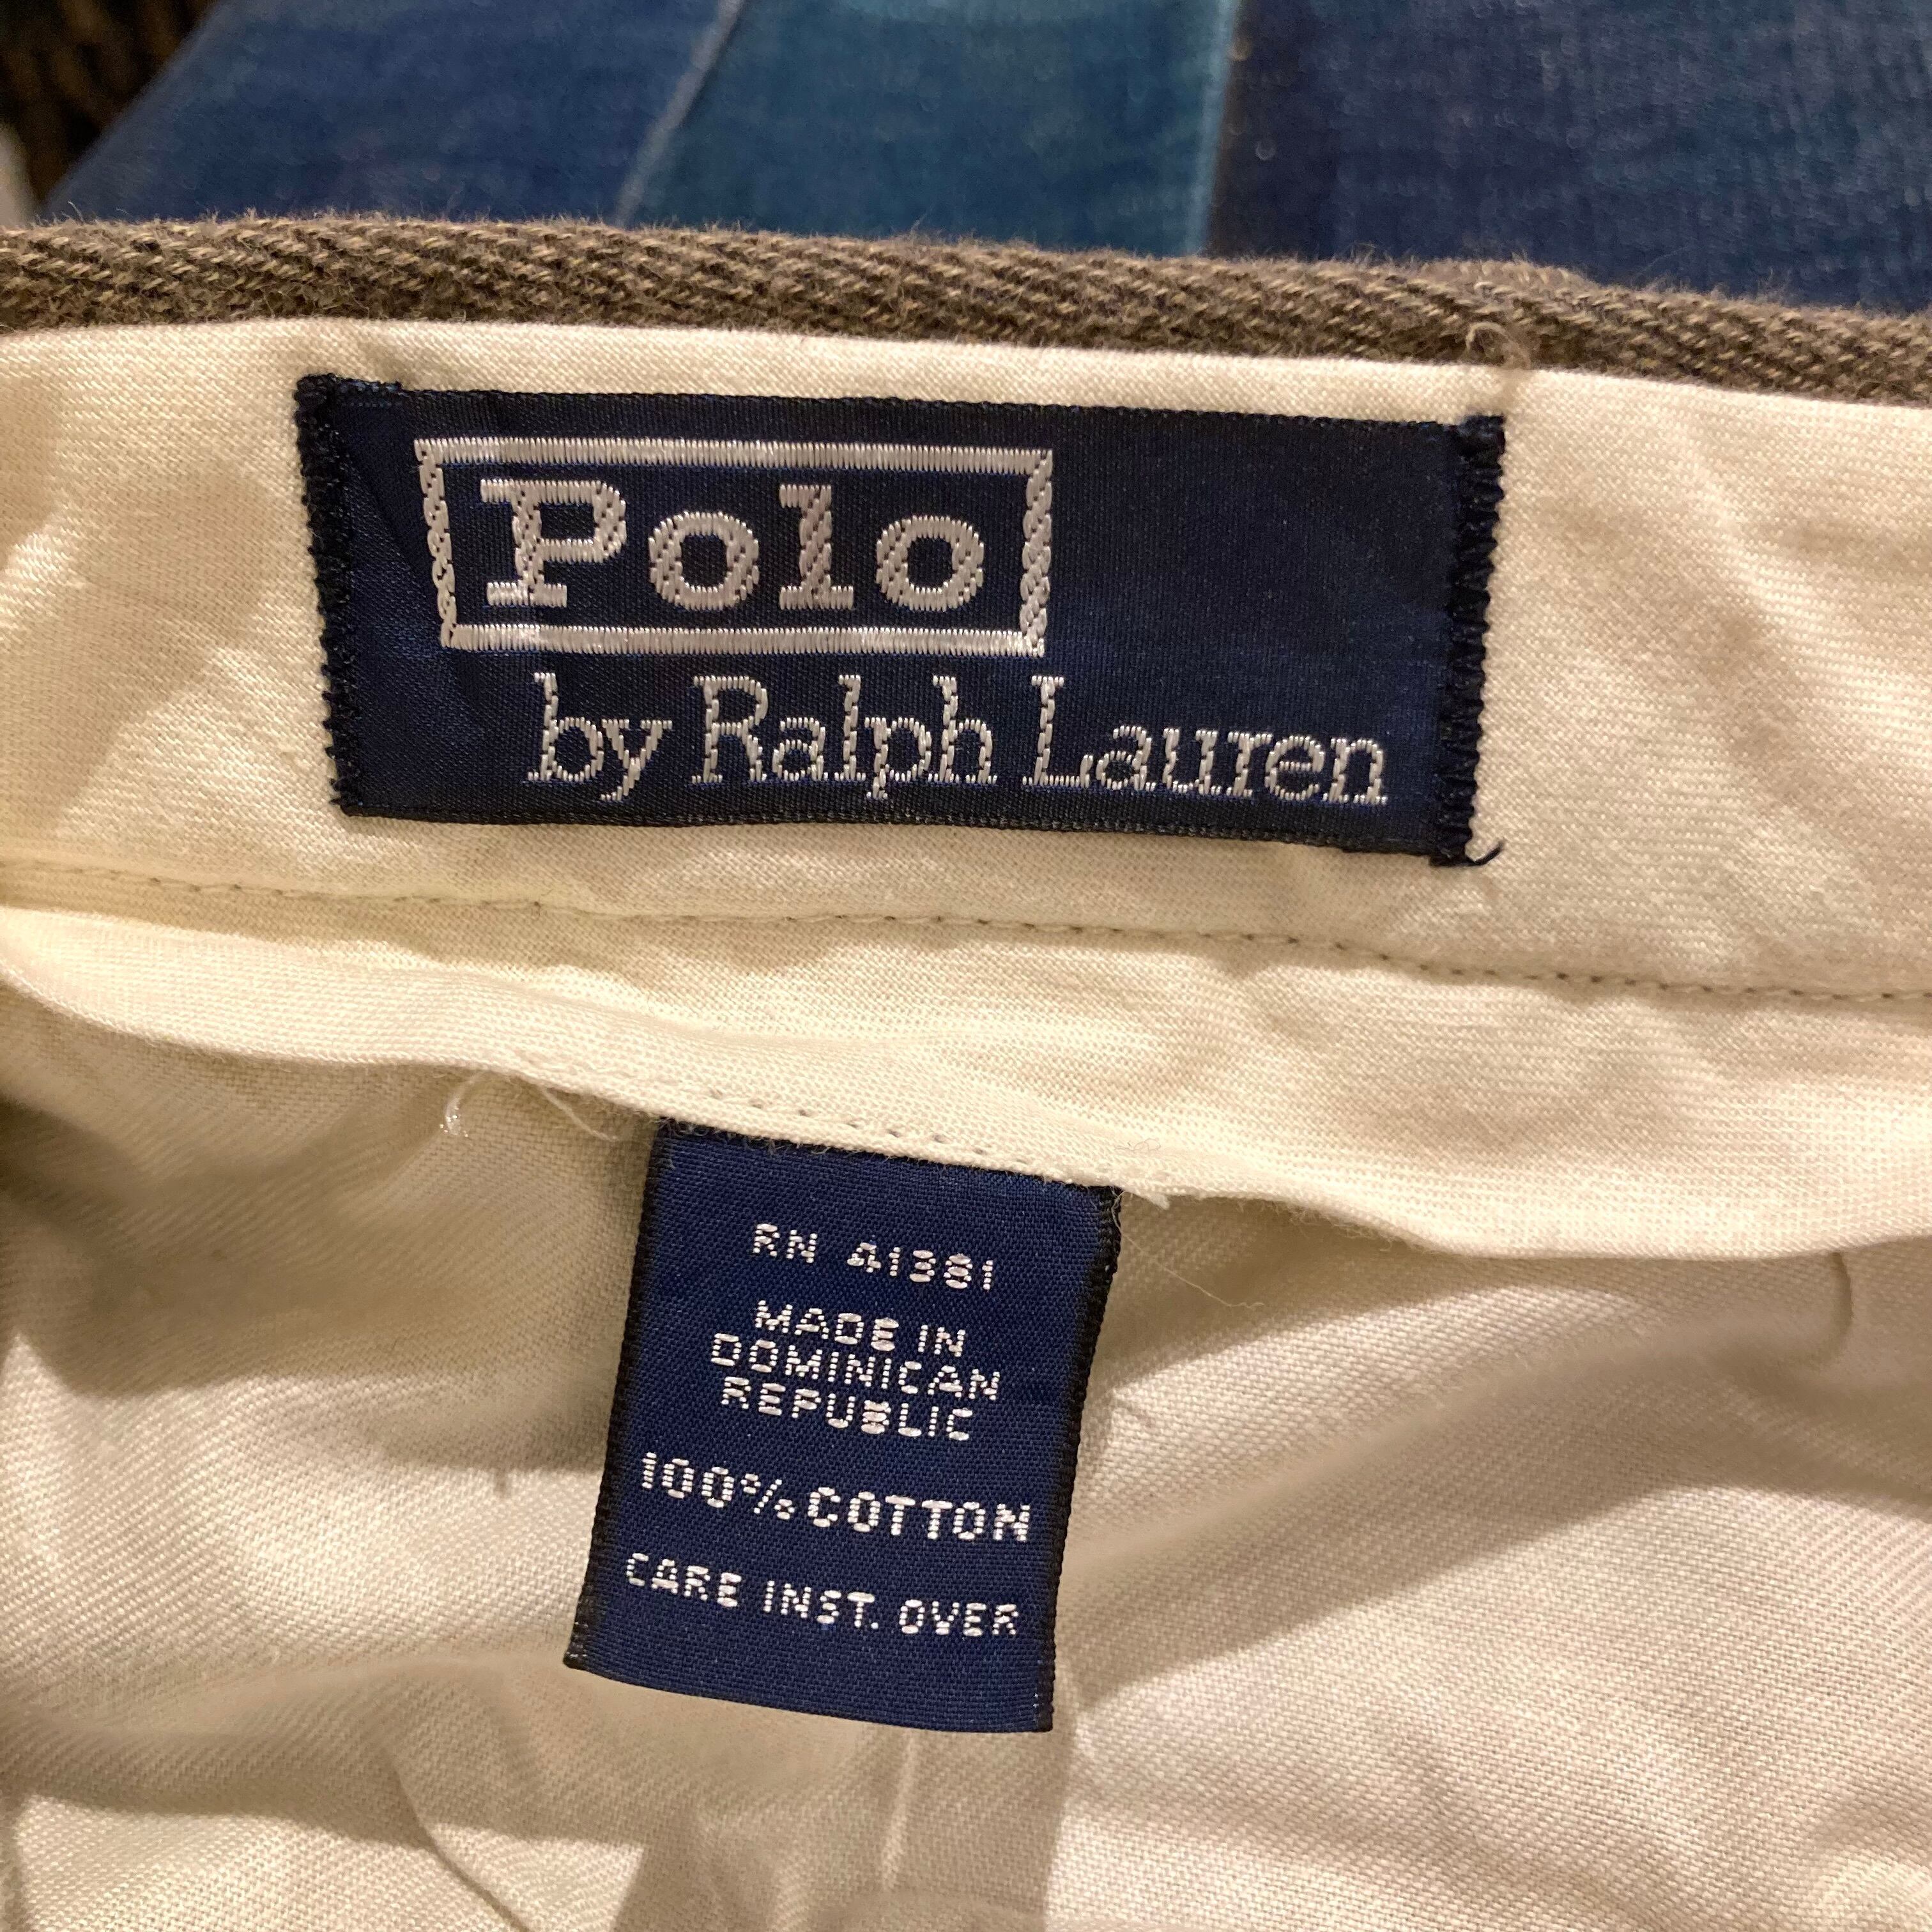 Polo
by Ralph Lauren
RN 41381
MADE IN
DOMINICAN
REPUBLIC
100% COTTON
CARE INST. OVER